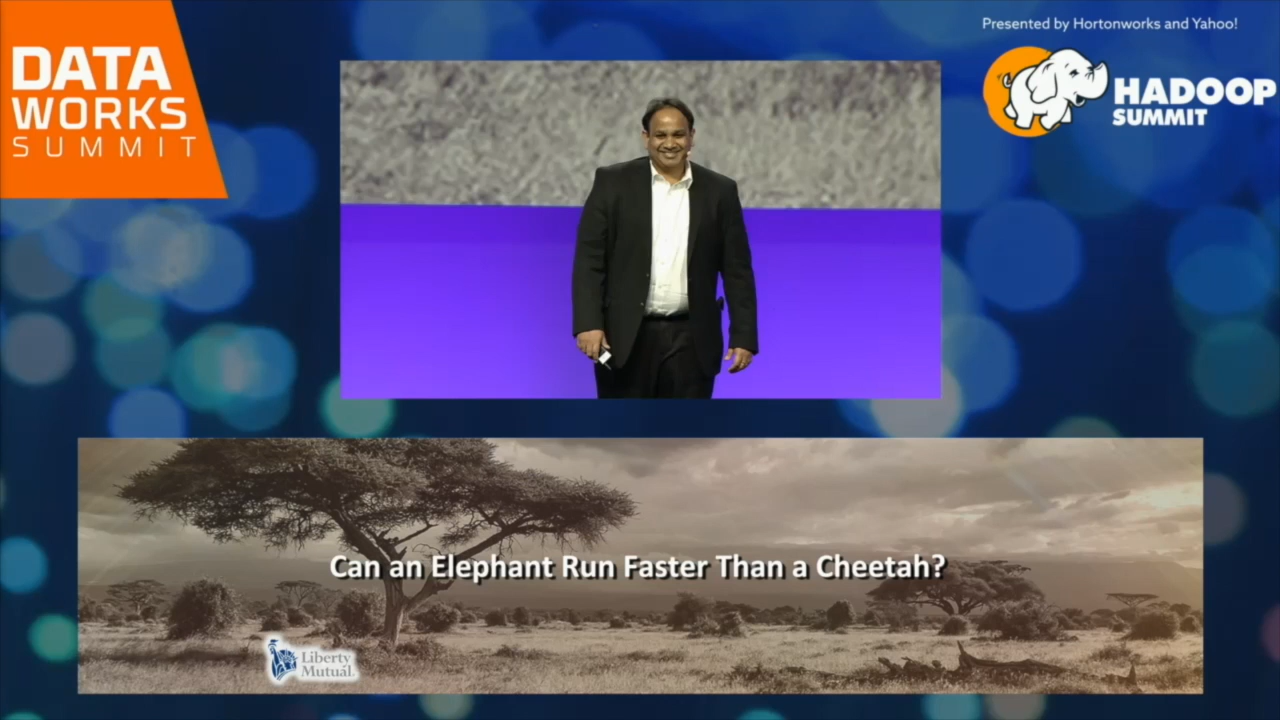 Presented by Hortonworks and Yahoo!
DATA
WORKS
SUMMIT
HADOOP
SUMMIT
Can an Elephant Run Faster Than a Cheetah?
Liberty
Mutual.